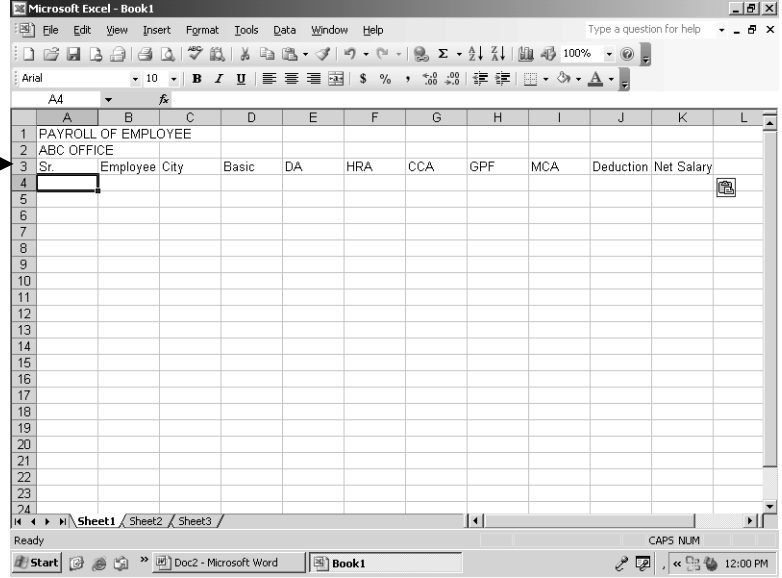 Microsoft Excel - Book1
File Edit View Insert Format Tools Data Window Help Type a question for help
100%
Arial 10 B I U $ % , .00 .00 A
A4 fx
A B C D E F G H I J K L
1 PAYROLL OF EMPLOYEE
2 ABC OFFICE
3 Sr. Employee City Basic DA HRA CCA GPF MCA Deduction Net Salary
4
5
6
7
8
9
10
11
12
13
14
15
16
17
18
19
20
21
22
23
24
Sheet1 Sheet2 Sheet3
Ready CAPS NUM
Start Doc2 - Microsoft Word Book1 12:00 PM